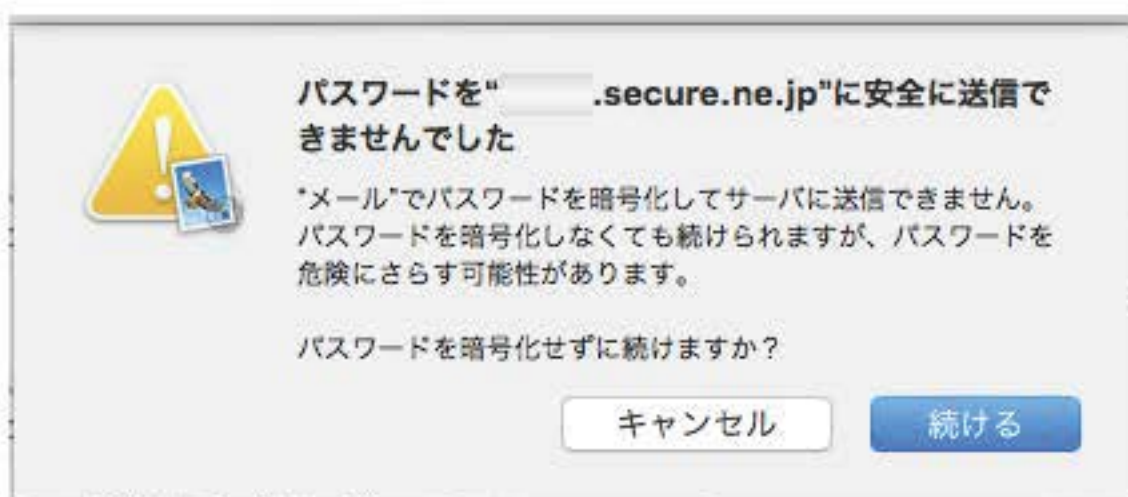 パスワードを“ .secure.ne.jp”に安全に送信で
きませんでした
“メール”でパスワードを暗号化してサーバに送信できません。
パスワードを暗号化しなくても続けられますが、パスワードを
危険にさらす可能性があります。
パスワードを暗号化せずに続けますか？
キャンセル 続ける